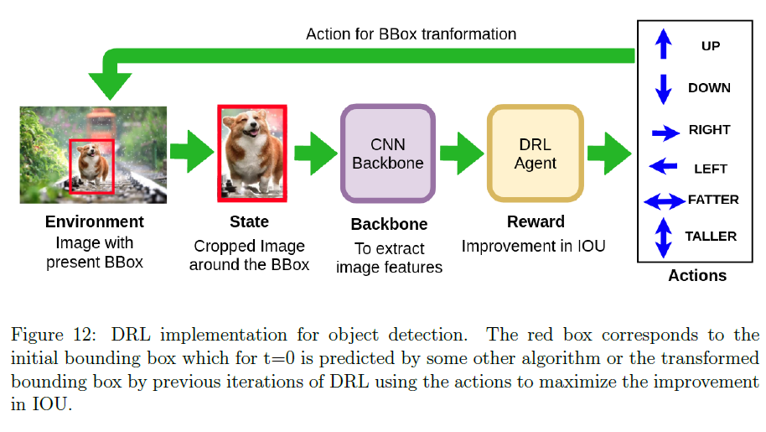 Action for BBox tranformation
UP
DOWN
RIGHT
LEFT
FATTER
TALLER
Actions
CNN
Backbone
DRL
Agent
Environment
Image with
present BBox
State
Cropped Image
around the BBox
Backbone
To extract
image features
Reward
Improvement in IOU
Figure 12: DRL implementation for object detection. The red box corresponds to the
initial bounding box which for t=0 is predicted by some other algorithm or the transformed
bounding box by previous iterations of DRL using the actions to maximize the improvement
in IOU.